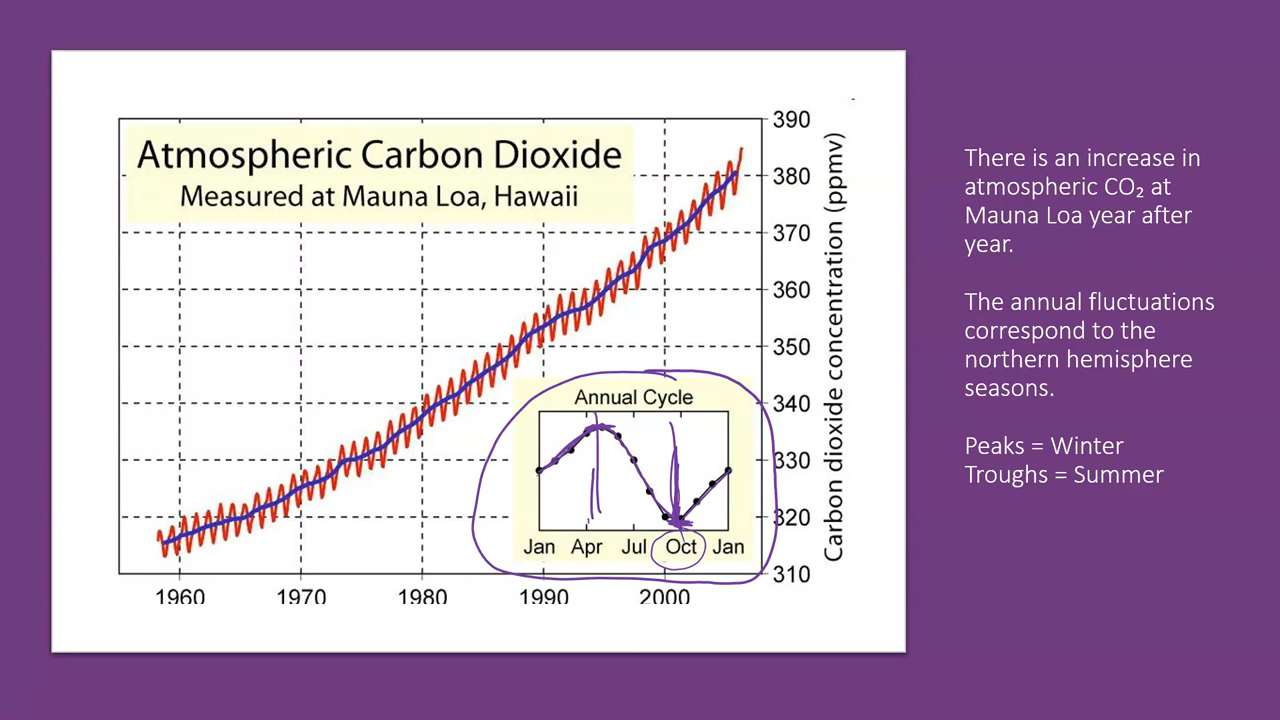 Atmospheric Carbon Dioxide
Measured at Mauna Loa, Hawaii
390
380
370
360
350
340
330
320
310
Carbon dioxide concentration (ppmv)
1960 1970 1980 1990 2000
Annual Cycle
Jan Apr Jul Oct Jan
There is an increase in
atmospheric CO₂ at
Mauna Loa year after
year.
The annual fluctuations
correspond to the
northern hemisphere
seasons.
Peaks = Winter
Troughs = Summer